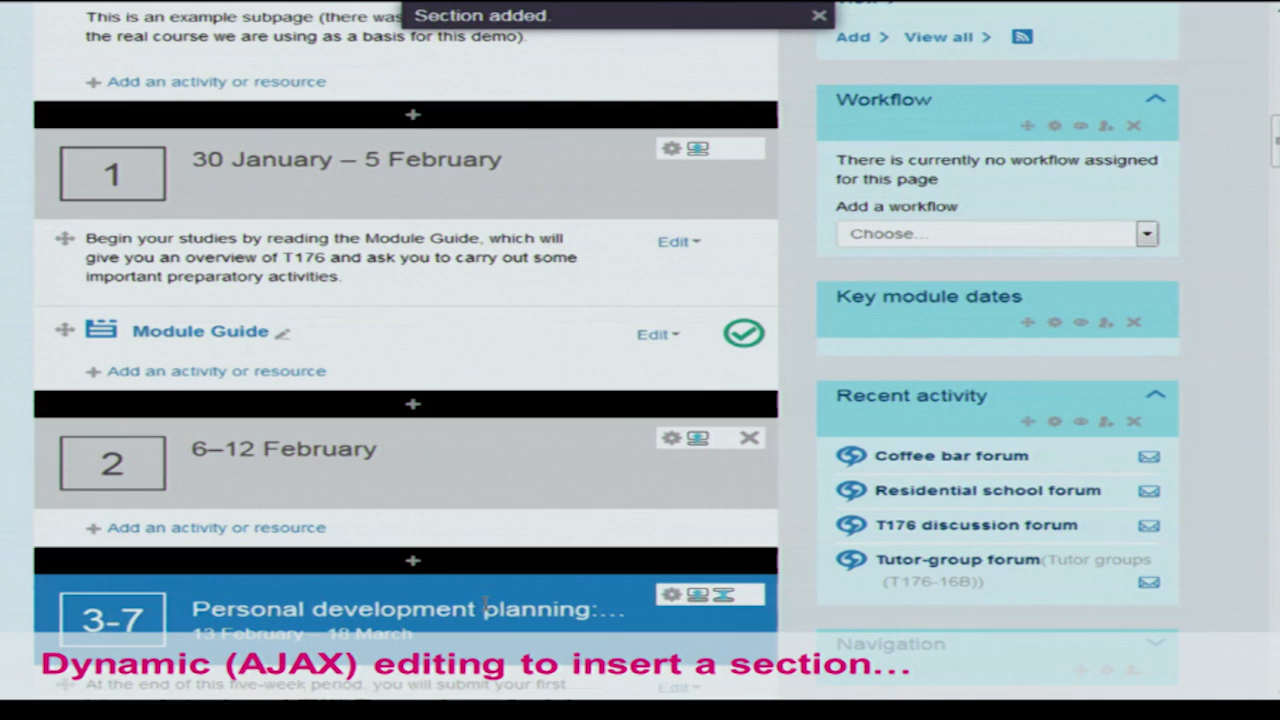 Section added.
This is an example subpage (there was
the real course we are using as a basis for this demo).
Add an activity or resource
1
30 January – 5 February
Begin your studies by reading the Module Guide, which will
give you an overview of T176 and ask you to carry out some
important preparatory activities.
Edit
Module Guide
Edit
Add an activity or resource
2
6–12 February
Add an activity or resource
3-7
Personal development planning:...
13 February – 18 March
At the end of this five-week period, you will submit your first
Edit
Add
View all
Workflow
There is currently no workflow assigned
for this page
Add a workflow
Choose...
Key module dates
Recent activity
Coffee bar forum
Residential school forum
T176 discussion forum
Tutor-group forum(Tutor groups
(T176-16B))
Navigation
Dynamic (AJAX) editing to insert a section...